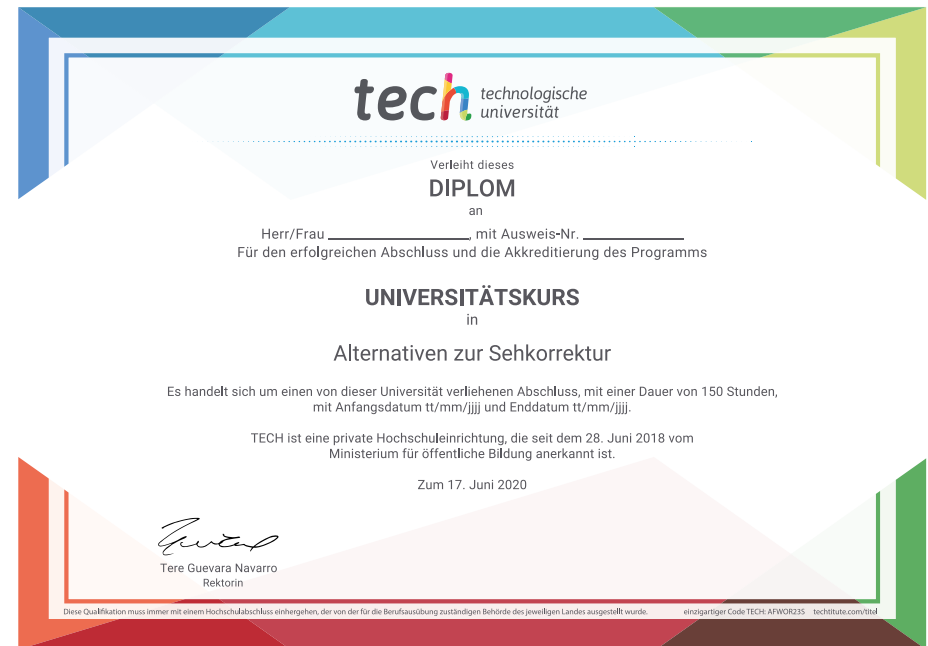 tech technologische
universität
Verleiht dieses
DIPLOM
an
Herr/Frau ____________, mit Ausweis-Nr. ____________
Für den erfolgreichen Abschluss und die Akkreditierung des Programms
UNIVERSITÄTSKURS
in
Alternativen zur Sehkorrektur
Es handelt sich um einen von dieser Universität verliehenen Abschluss, mit einer Dauer von 150 Stunden,
mit Anfangsdatum tt/mm/jjjj und Enddatum tt/mm/jjjj.
TECH ist eine private Hochschuleinrichtung, die seit dem 28. Juni 2018 vom
Ministerium für öffentliche Bildung anerkannt ist.
Zum 17. Juni 2020
Tere Guevara Navarro
Rektorin
Diese Qualifikation muss immer mit einem Hochschulabschluss einhergehen, der von der für die Berufsausübung zuständigen Behörde des jeweiligen Landes ausgestellt wurde. einzigartiger Code TECH: AFWOR23S techtitute.com/titel